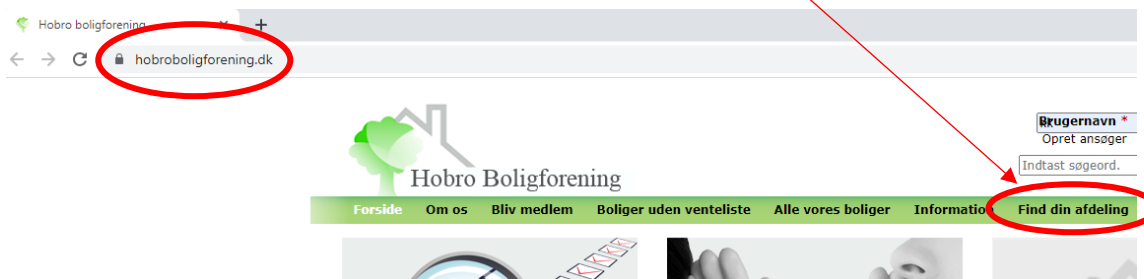 Hobro boligforening
hobroboligforening.dk
Brugernavn *
Opret ansøger
Indtast søgeord.
Hobro Boligforening
Forside Om os Bliv medlem Boliger uden venteliste Alle vores boliger Information Find din afdeling